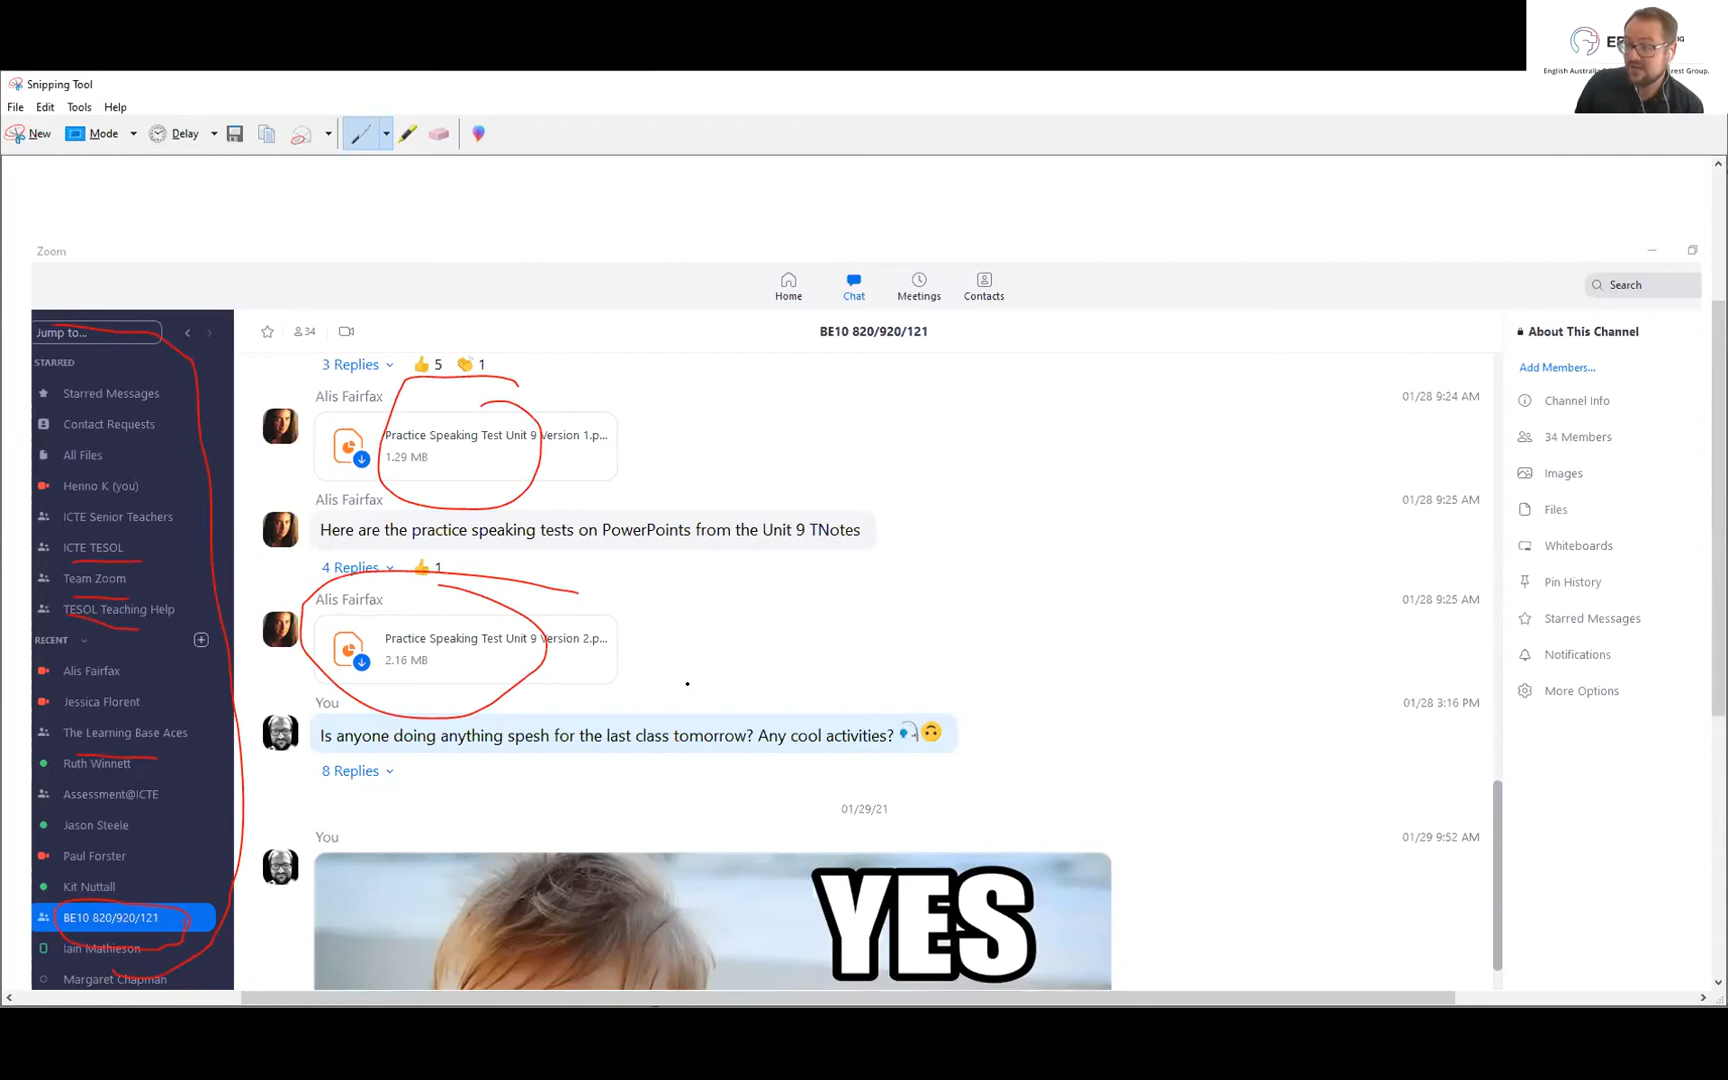 Snipping Tool
File Edit Tools Help
New Mode Delay
Zoom
Home Chat Meetings Contacts
Search
Jump to...
STARRED
Starred Messages
Contact Requests
All Files
Henno K (you)
ICTE Senior Teachers
ICTE TESOL
Team Zoom
TESOL Teaching Help
RECENT
Alis Fairfax
Jessica Florent
The Learning Base Aces
Ruth Winnett
Assessment@ICTE
Jason Steele
Paul Forster
Kit Nuttall
BE10 820/920/121
Iain Mathieson
Margaret Chapman
34
BE10 820/920/121
3 Replies 5 1
Alis Fairfax 01/28 9:24 AM
Practice Speaking Test Unit 9 Version 1.p...
1.29 MB
Alis Fairfax 01/28 9:25 AM
Here are the practice speaking tests on PowerPoints from the Unit 9 TNotes
4 Replies 1
Alis Fairfax 01/28 9:25 AM
Practice Speaking Test Unit 9 Version 2.p...
2.16 MB
You 01/28 3:16 PM
Is anyone doing anything spesh for the last class tomorrow? Any cool activities?
8 Replies
01/29/21
You 01/29 9:52 AM
YES
About This Channel
Add Members...
Channel Info
34 Members
Images
Files
Whiteboards
Pin History
Starred Messages
Notifications
More Options
English Australia